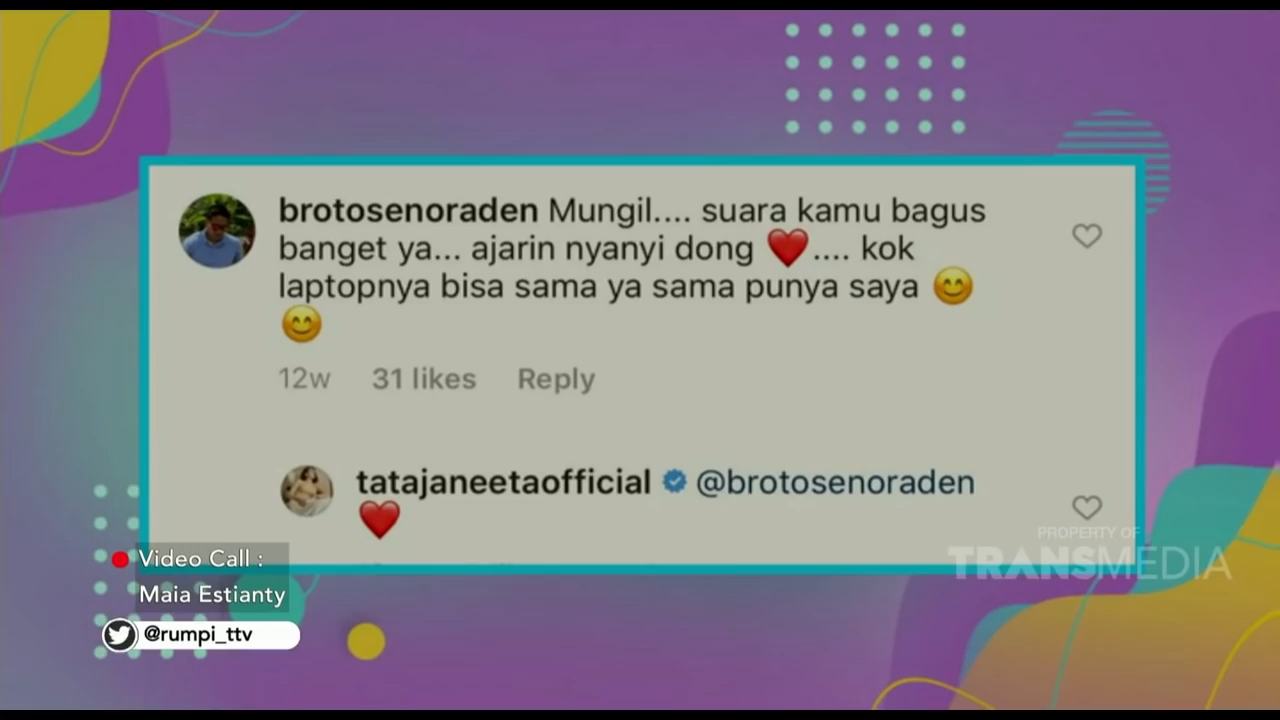 brotosenoraden Mungil.... suara kamu bagus
banget ya... ajarin nyanyi dong ❤️.... kok
laptopnya bisa sama ya sama punya saya 😊
😊
12w 31 likes Reply
tatajaneetaofficial @brotosenoraden
❤️
PROPERTY OF
TRANSMEDIA
Video Call :
Maia Estianty
@rumpi_ttv